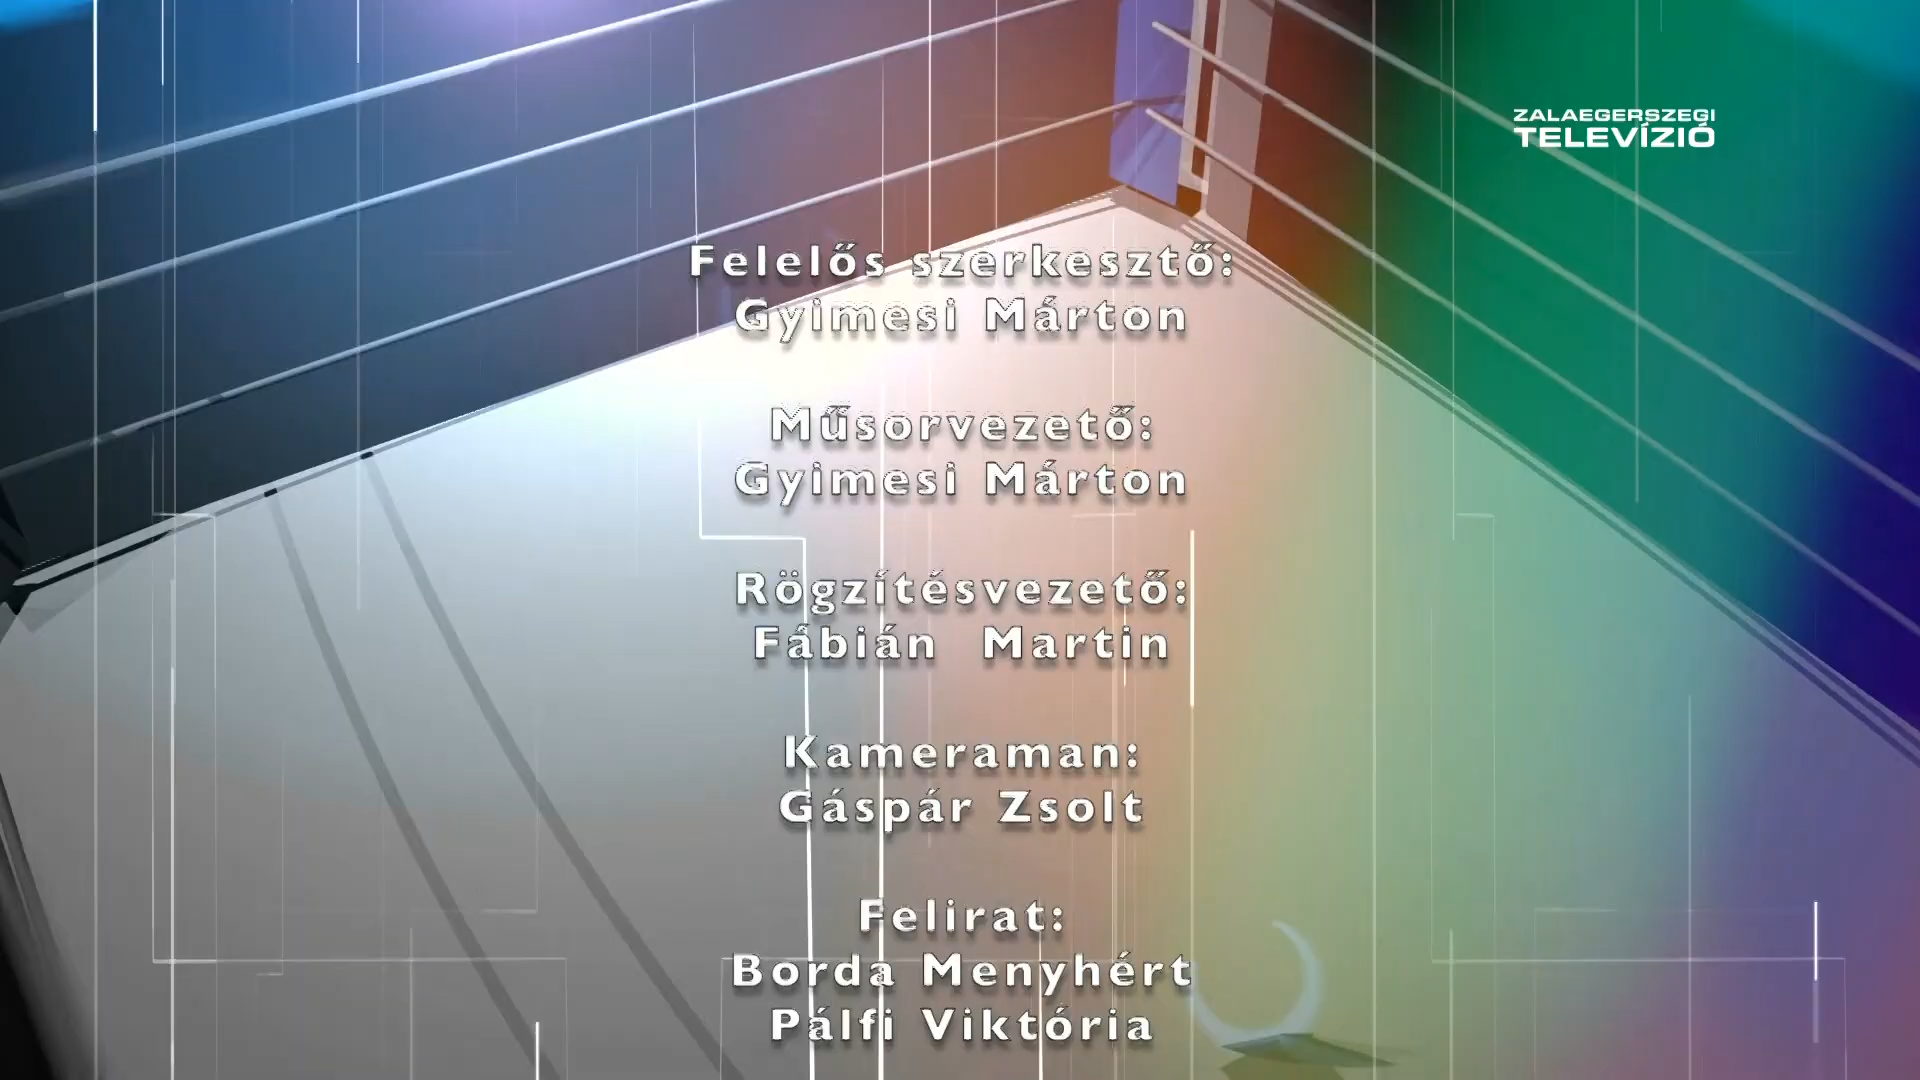 ZALAEGERSZEGI
TELEVÍZIÓ
Felelős szerkesztő:
Gyimesi Márton
Műsorvezető:
Gyimesi Márton
Rögzítésvezető:
Fábián Martin
Kameraman:
Gáspár Zsolt
Felirat:
Borda Menyhért
Pálfi Viktória